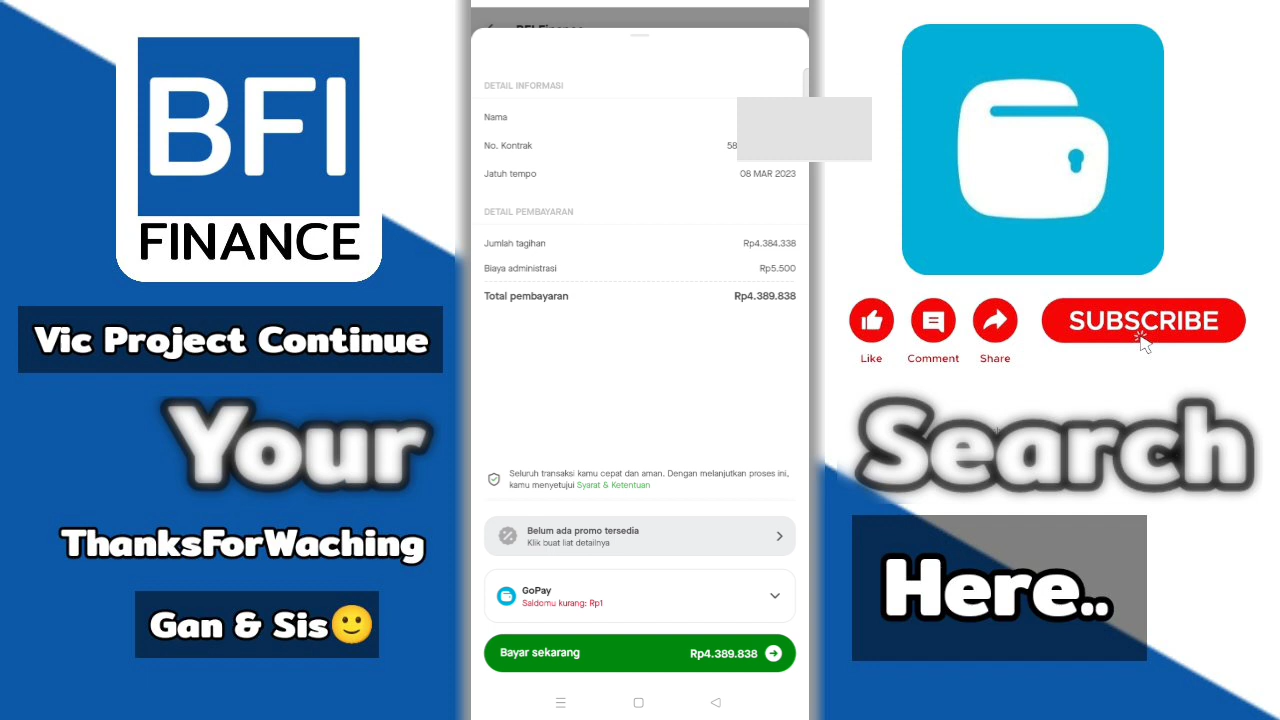 BFI
FINANCE
Vic Project Continue
Your
ThanksForWaching
Gan & Sis🙂
BFI Finance
DETAIL INFORMASI
Nama
No. Kontrak 58
Jatuh tempo 08 MAR 2023
DETAIL PEMBAYARAN
Jumlah tagihan Rp4.384.338
Biaya administrasi Rp5.500
Total pembayaran Rp4.389.838
Seluruh transaksi kamu cepat dan aman. Dengan melanjutkan proses ini,
kamu menyetujui Syarat & Ketentuan
Belum ada promo tersedia
Klik buat liat detailnya
GoPay
Saldomu kurang: Rp1
Bayar sekarang Rp4.389.838
Like Comment Share
SUBSCRIBE
Search
Here..